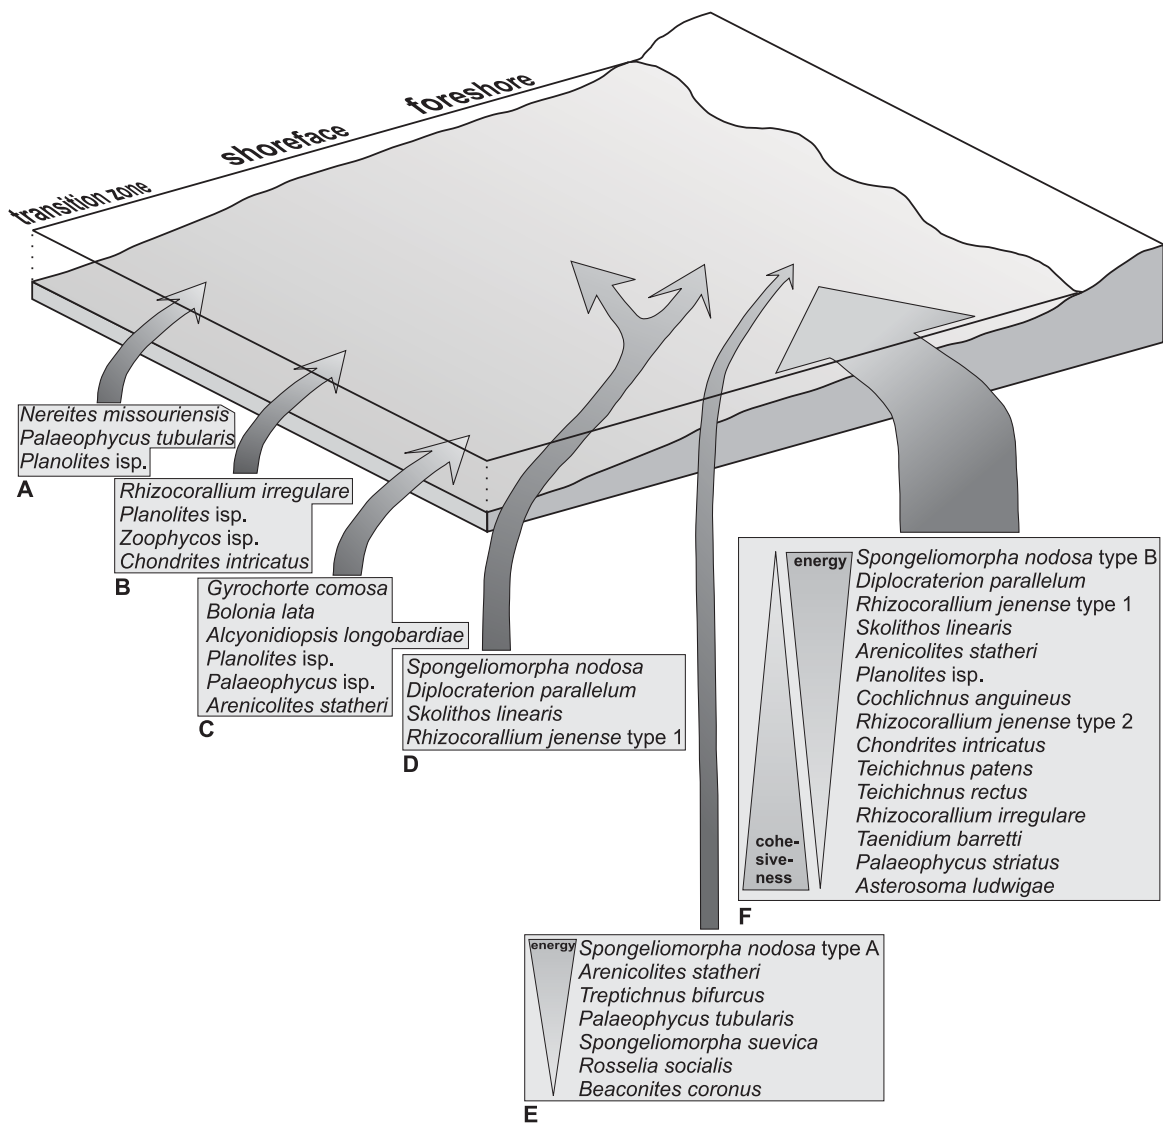 foreshore
shoreface
transition zone
Nereites missouriensis
Palaeophycus tubularis
Planolites isp.
A
Rhizocorallium irregulare
Planolites isp.
Zoophycos isp.
Chondrites intricatus
B
Gyrochorte comosa
Bolonia lata
Alcyonidiopsis longobardiae
Planolites isp.
Palaeophycus isp.
Arenicolites statheri
C
Spongeliomorpha nodosa
Diplocraterion parallelum
Skolithos linearis
Rhizocorallium jenense type 1
D
energy
Spongeliomorpha nodosa type A
Arenicolites statheri
Treptichnus bifurcus
Palaeophycus tubularis
Spongeliomorpha suevica
Rosselia socialis
Beaconites coronus
E
energy
cohe-
sive-
ness
Spongeliomorpha nodosa type B
Diplocraterion parallelum
Rhizocorallium jenense type 1
Skolithos linearis
Arenicolites statheri
Planolites isp.
Cochlichnus anguineus
Rhizocorallium jenense type 2
Chondrites intricatus
Teichichnus patens
Teichichnus rectus
Rhizocorallium irregulare
Taenidium barretti
Palaeophycus striatus
Asterosoma ludwigae
F